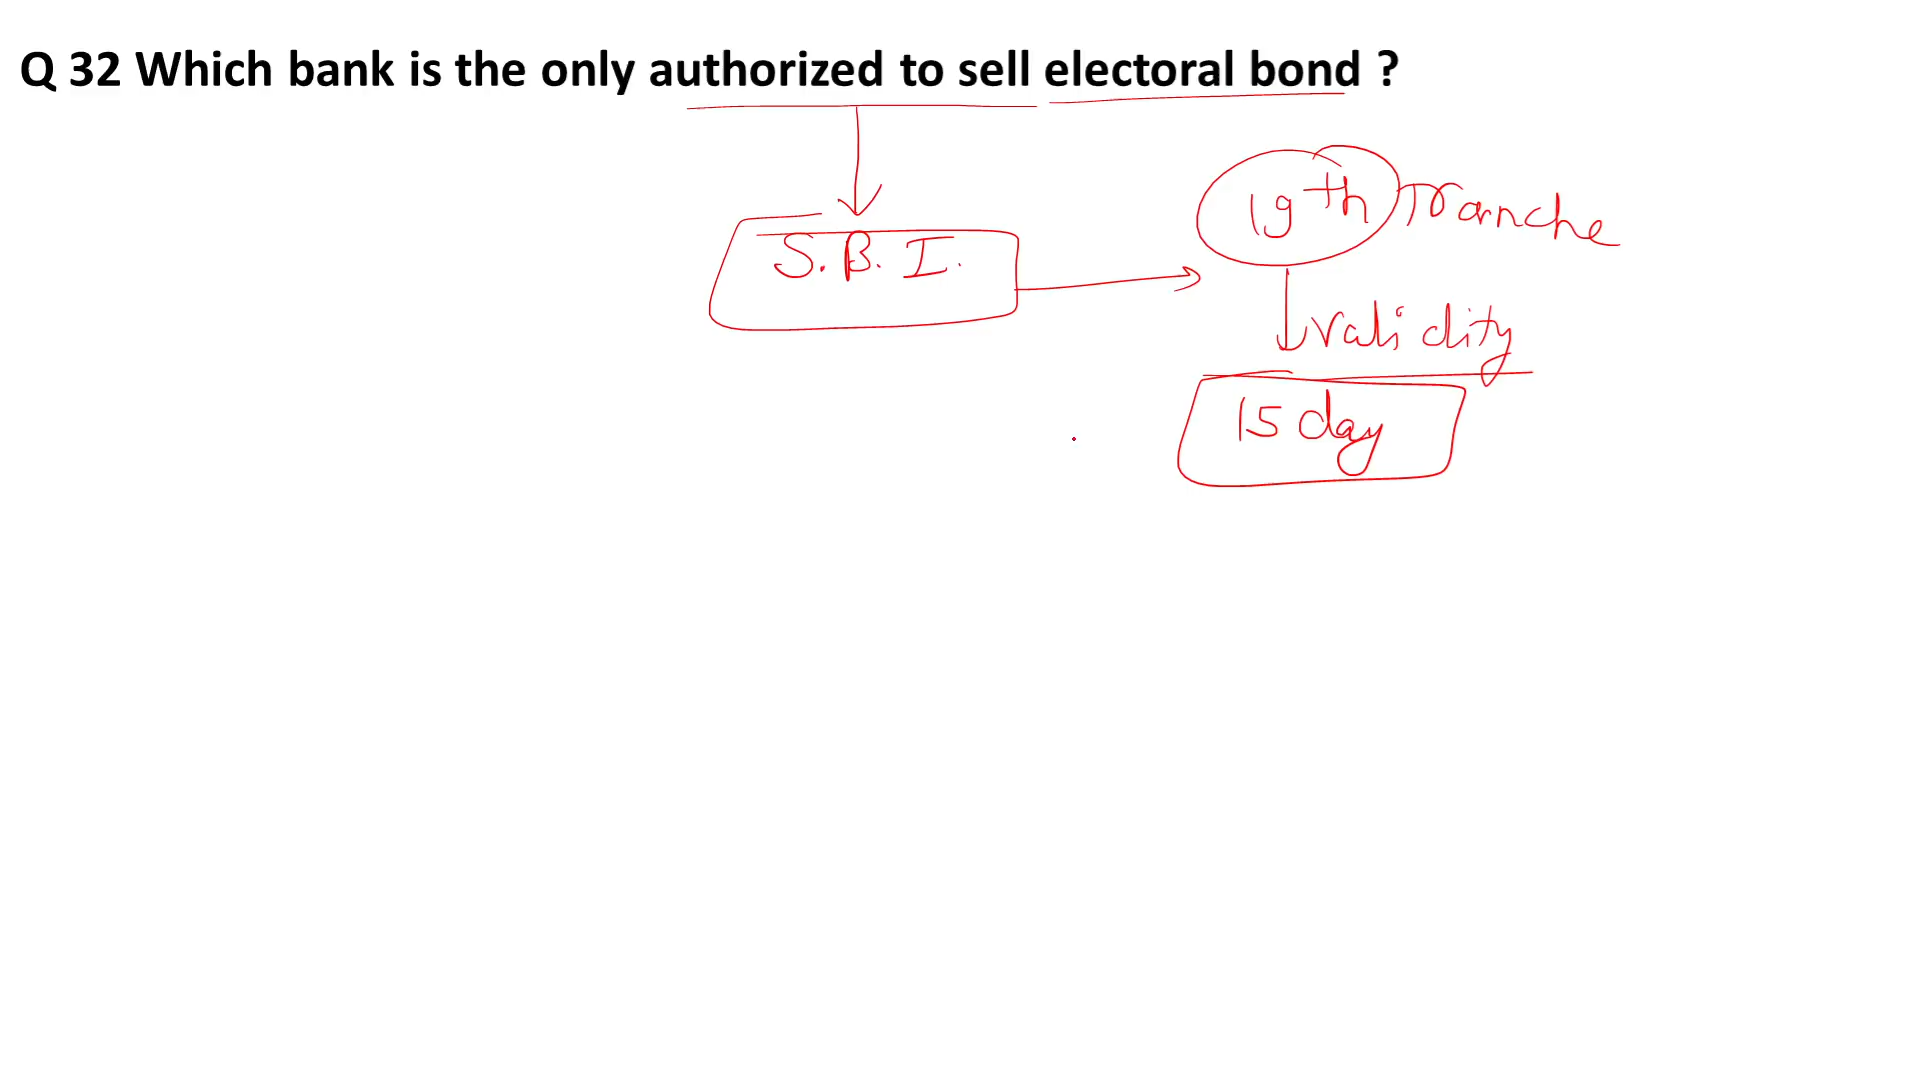 Q 32 Which bank is the only authorized to sell electoral bond ?
19th Tranche
S.B.I.
validity
15 day